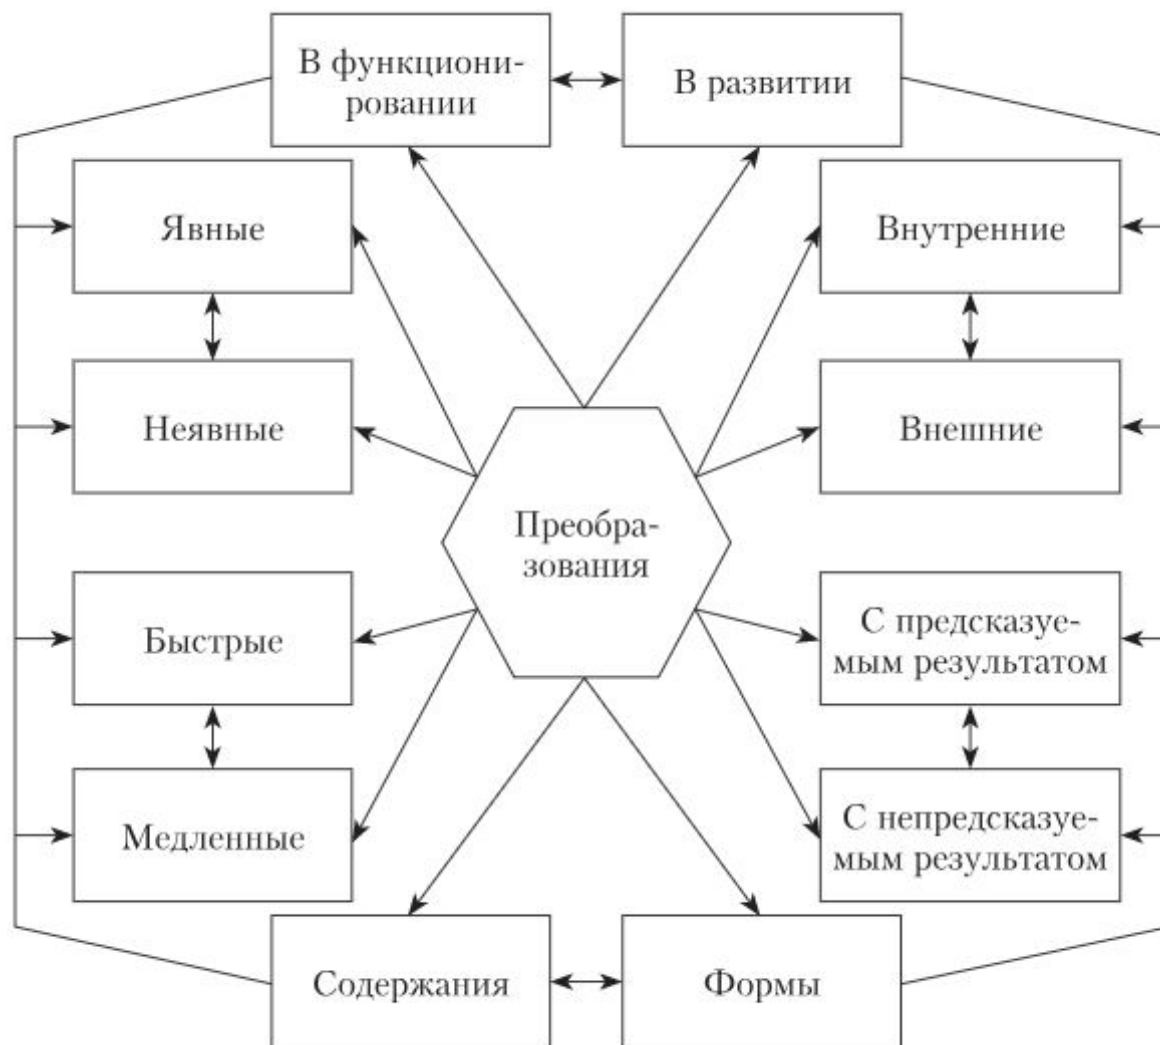 В функциони-
ровании
В развитии
Явные
Внутренние
Неявные
Внешние
Преобра-
зования
Быстрые
С предсказуе-
мым результатом
Медленные
С непредсказуе-
мым результатом
Содержания
Формы